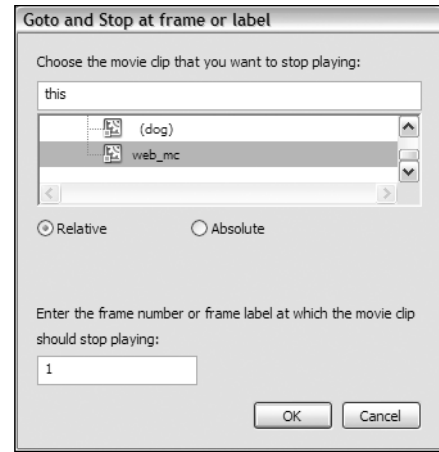 Goto and Stop at frame or label
Choose the movie clip that you want to stop playing:
this
(dog)
web_mc
Relative Absolute
Enter the frame number or frame label at which the movie clip
should stop playing:
1
OK Cancel